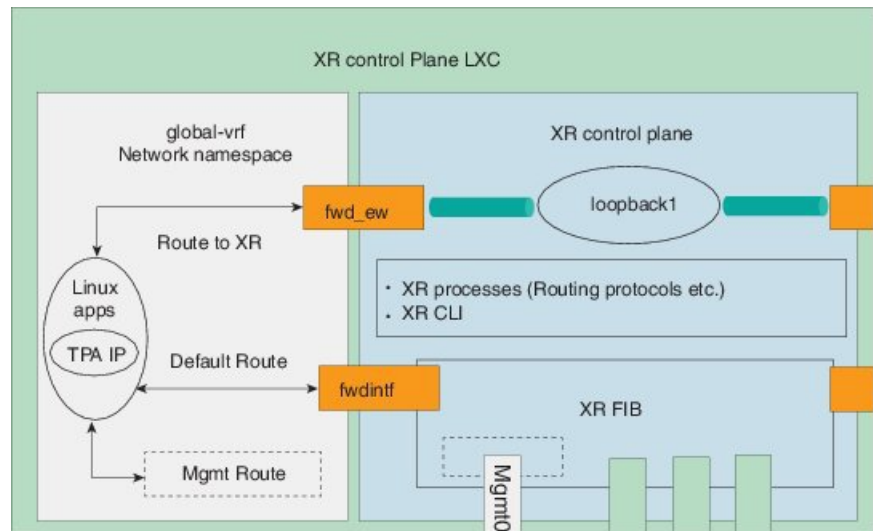 XR control Plane LXC
global-vrf
Network namespace
XR control plane
fwd_ew
loopback1
Route to XR
• XR processes (Routing protocols etc.)
• XR CLI
Linux
apps
TPA IP
Default Route
fwdintf
XR FIB
Mgmt Route
Mgmt0